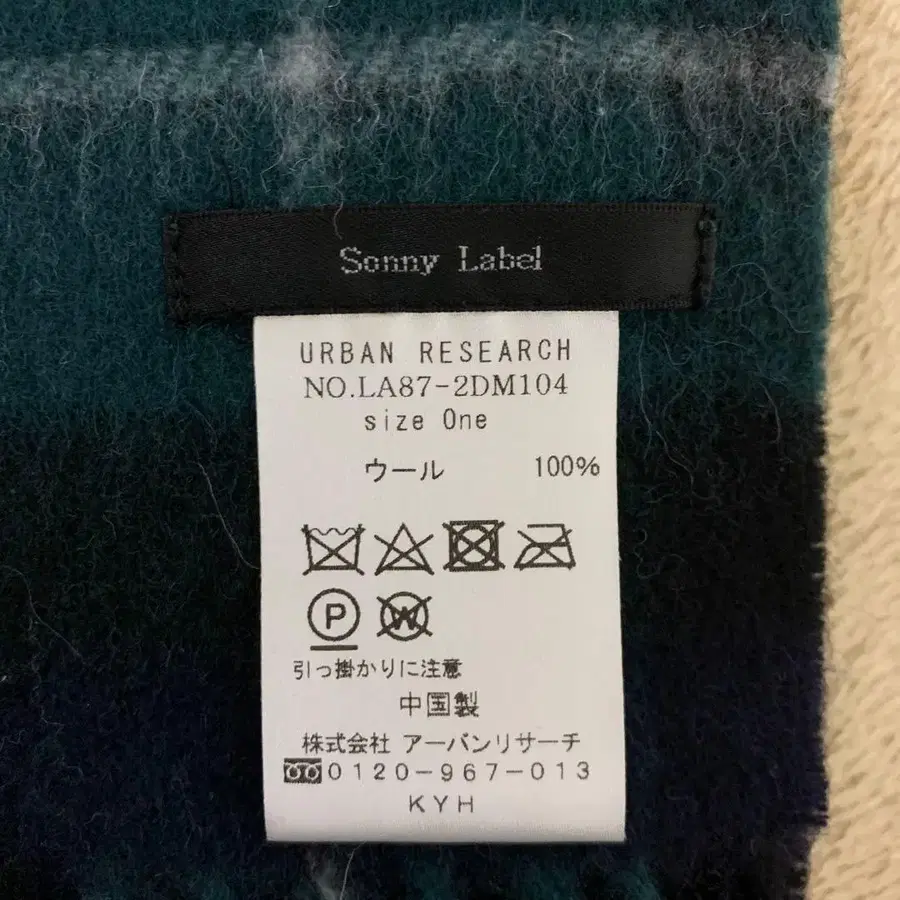 Sonny Label
URBAN RESEARCH
NO.LA87-2DM104
size One
ウール 100%
P W
引っ掛かりに注意
中国製
株式会社 アーバンリサーチ
0120-967-013
KYH